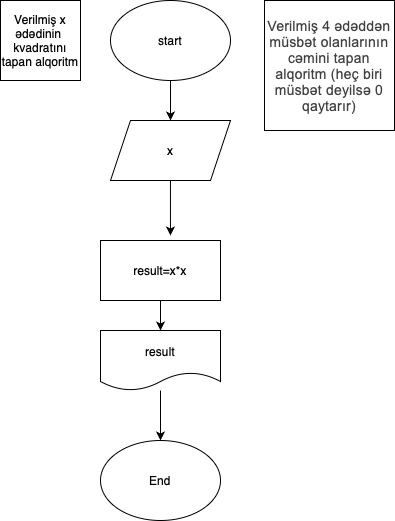 Verilmiş x
ədədinin
kvadratını
tapan alqoritm
start
Verilmiş 4 ədəddən
müsbət olanlarının
cəmini tapan
alqoritm (heç biri
müsbət deyilsə 0
qaytarır)
x
result=x*x
result
End